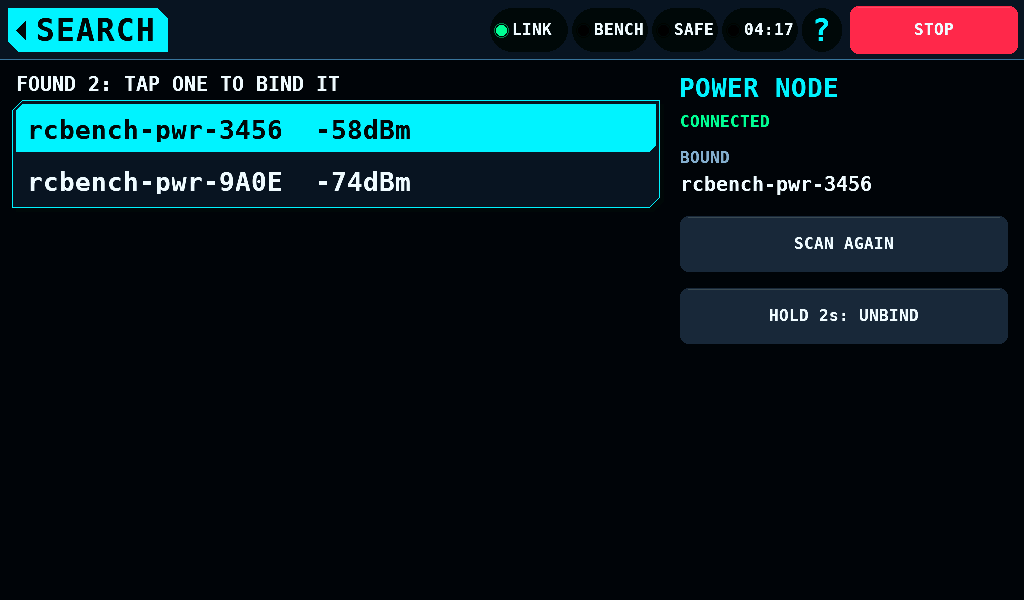 SEARCH
LINK
BENCH
SAFE
04:17
?
STOP
FOUND 2: TAP ONE TO BIND IT
rcbench-pwr-3456  -58dBm
rcbench-pwr-9A0E  -74dBm
POWER NODE
CONNECTED
BOUND
rcbench-pwr-3456
SCAN AGAIN
HOLD 2s: UNBIND